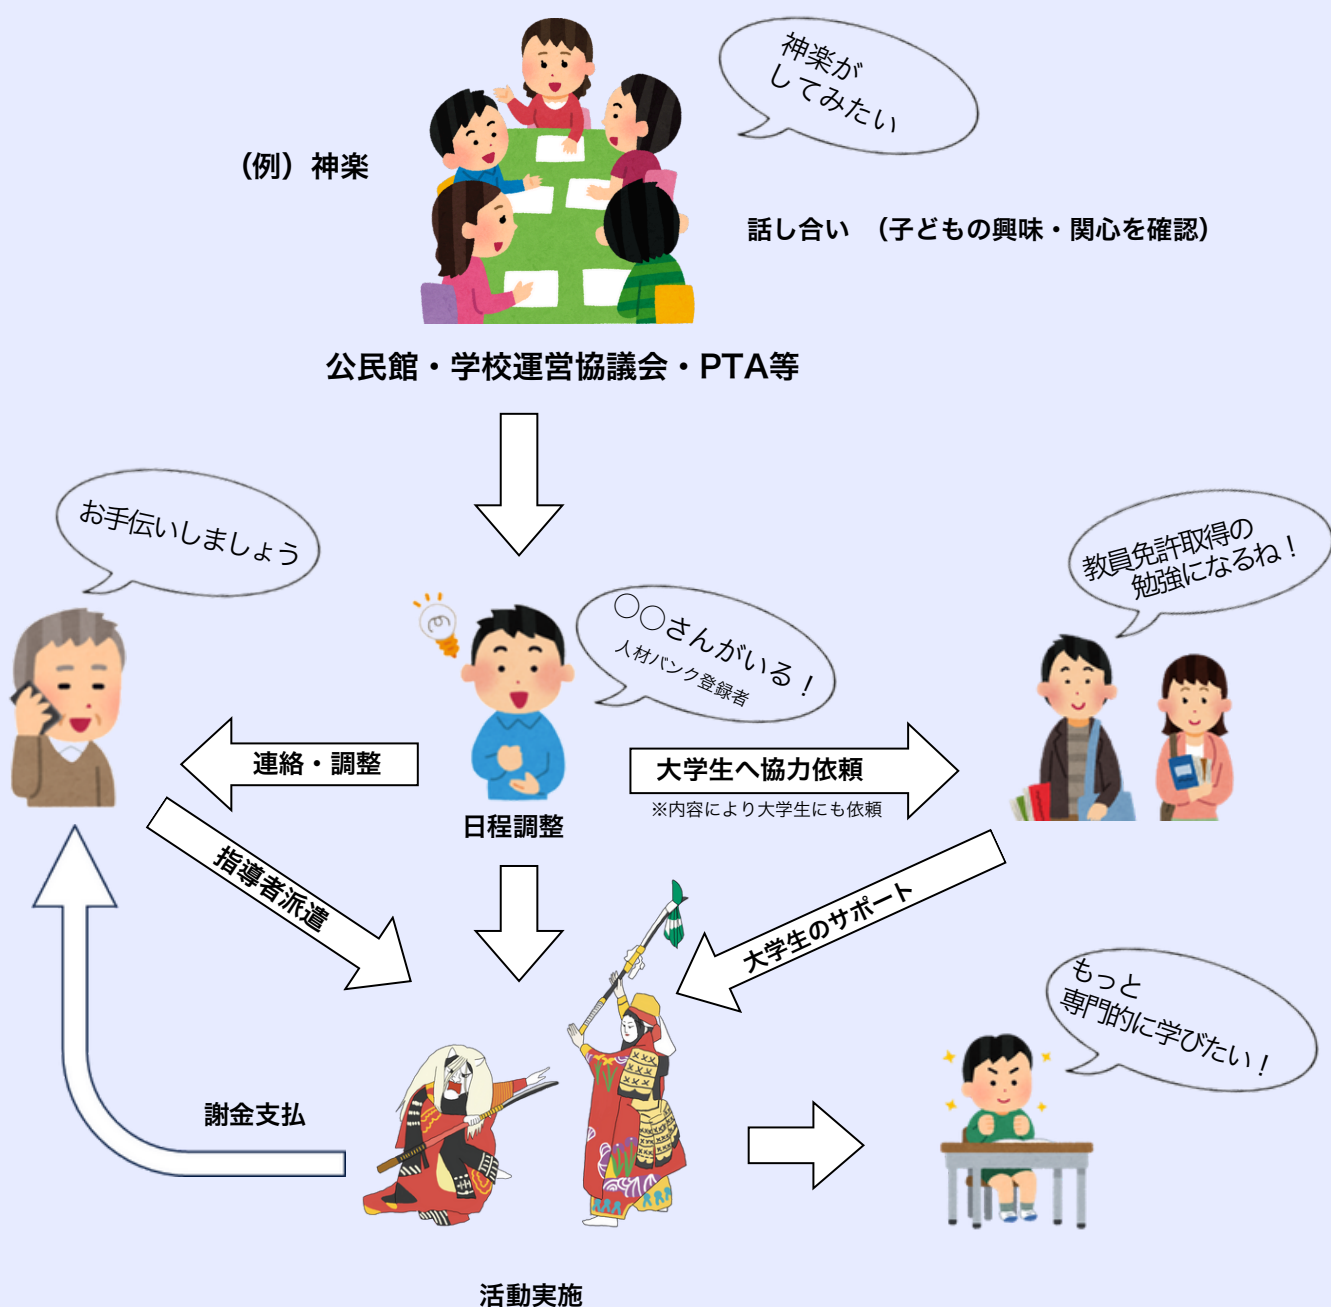 神楽が
してみたい
（例）神楽
話し合い　（子どもの興味・関心を確認）
公民館・学校運営協議会・PTA等
お手伝いしましょう
○○さんがいる！
人材バンク登録者
教員免許取得の
勉強になるね！
連絡・調整
大学生へ協力依頼
※内容により大学生にも依頼
日程調整
指導者派遣
大学生のサポート
もっと
専門的に学びたい！
謝金支払
活動実施